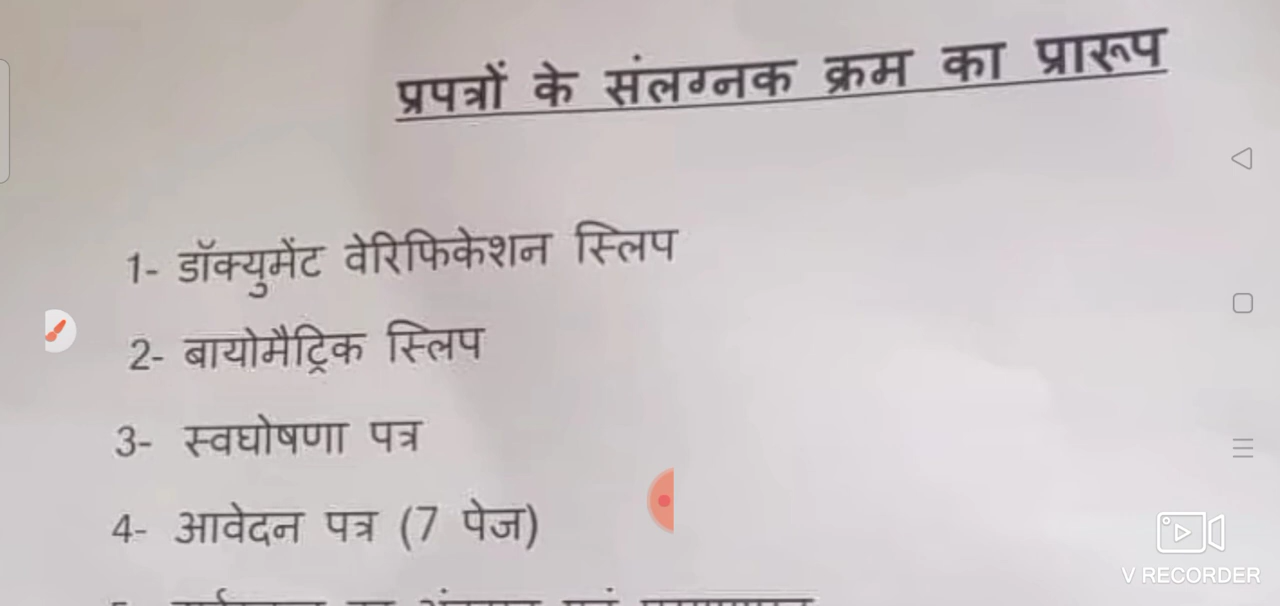 प्रपत्रों के संलग्नक क्रम का प्रारूप
1- डॉक्युमेंट वेरिफिकेशन स्लिप
2- बायोमैट्रिक स्लिप
3- स्वघोषणा पत्र
4- आवेदन पत्र (7 पेज)
V RECORDER